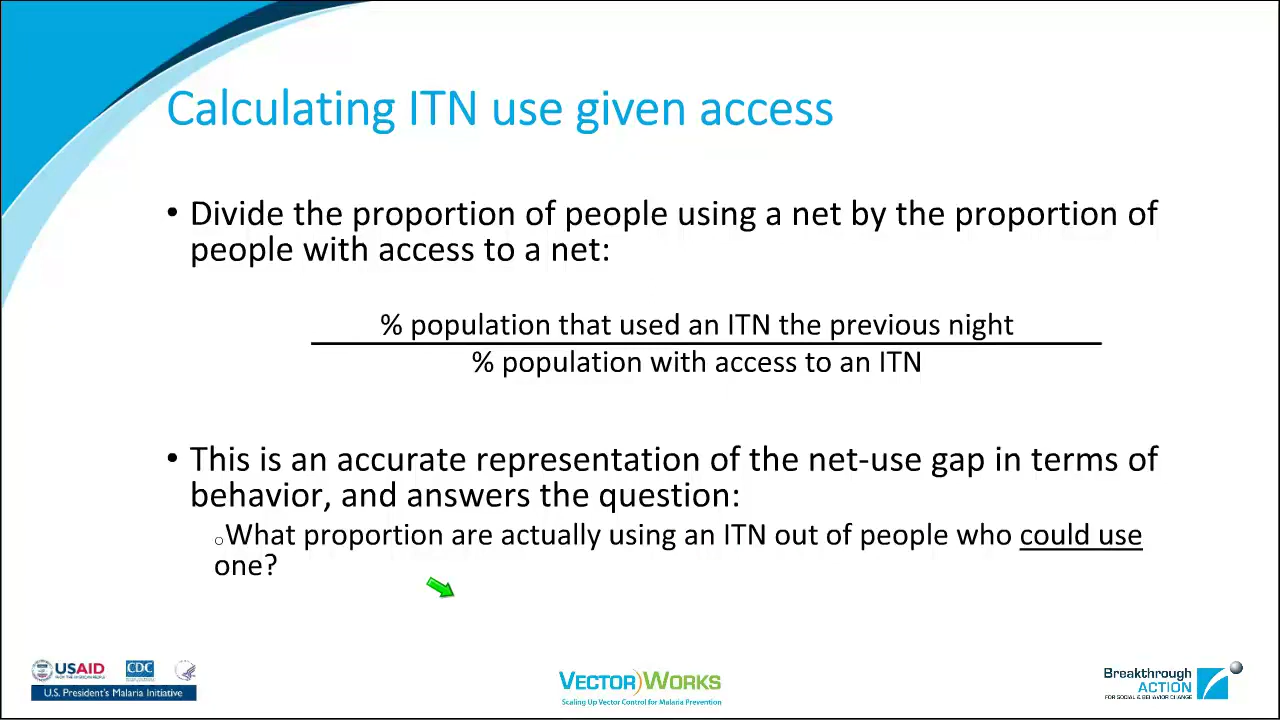 Calculating ITN use given access
• Divide the proportion of people using a net by the proportion of
people with access to a net:
% population that used an ITN the previous night
% population with access to an ITN
• This is an accurate representation of the net-use gap in terms of
behavior, and answers the question:
○What proportion are actually using an ITN out of people who could use
one?
USAID
FROM THE AMERICAN PEOPLE
CDC
U.S. President's Malaria Initiative
VECTORWORKS
Scaling Up Vector Control for Malaria Prevention
Breakthrough
ACTION
FOR SOCIAL & BEHAVIOR CHANGE